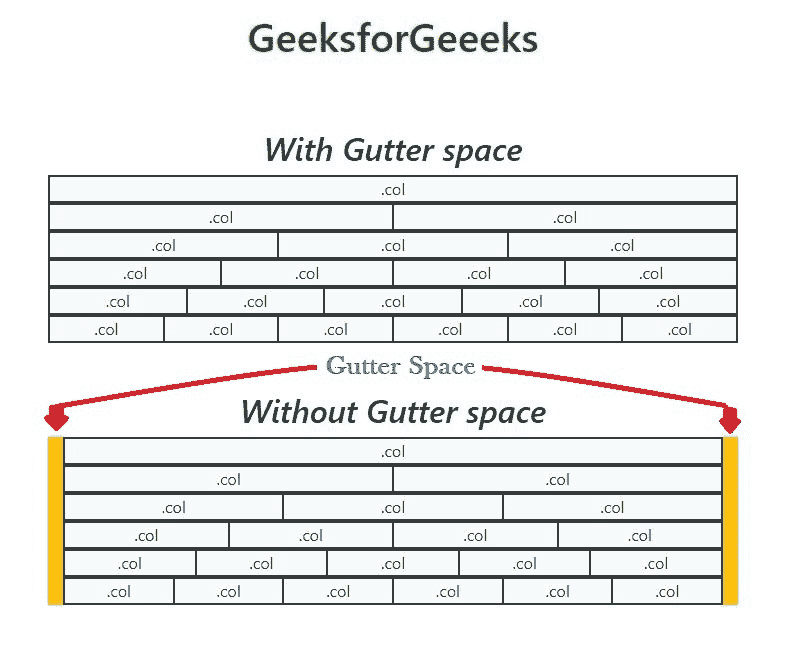 GeeksforGeeeks
With Gutter space
.col
.col .col
.col .col .col
.col .col .col .col
.col .col .col .col .col
.col .col .col .col .col .col
Gutter Space
Without Gutter space
.col
.col .col
.col .col .col
.col .col .col .col
.col .col .col .col .col
.col .col .col .col .col .col